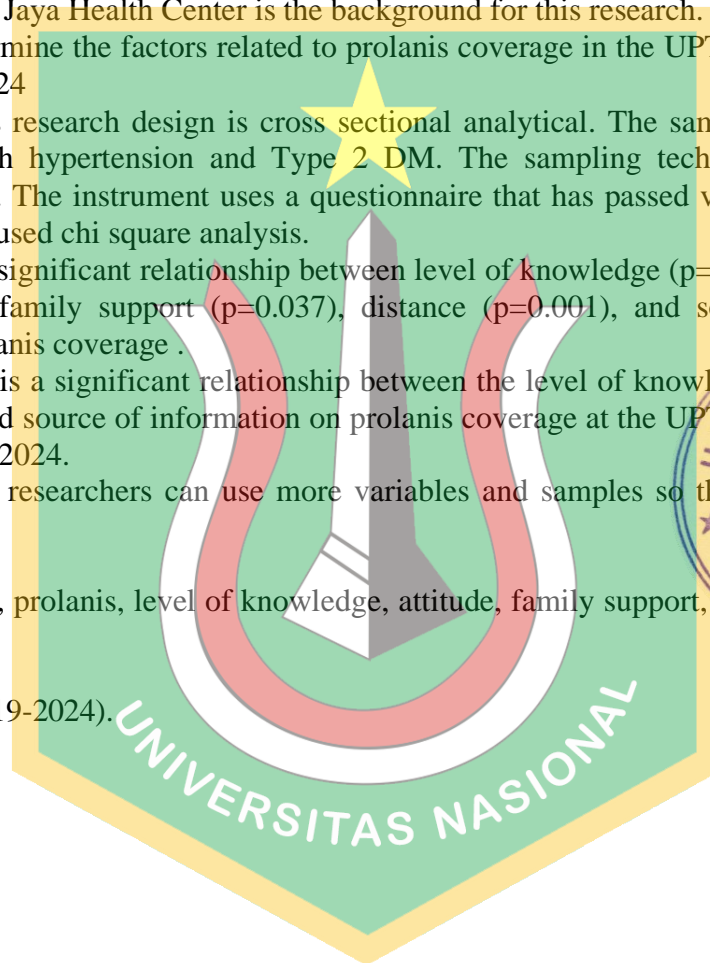 Jaya Health Center is the background for this research.
mine the factors related to prolanis coverage in the UPT
24
research design is cross sectional analytical. The sam
h hypertension and Type 2 DM. The sampling tech
. The instrument uses a questionnaire that has passed v
used chi square analysis.
significant relationship between level of knowledge (p=
family support (p=0.037), distance (p=0.001), and so
anis coverage .
is a significant relationship between the level of knowl
d source of information on prolanis coverage at the UPT
2024.
researchers can use more variables and samples so th
, prolanis, level of knowledge, attitude, family support,
19-2024).
UNIVERSITAS NASIONAL